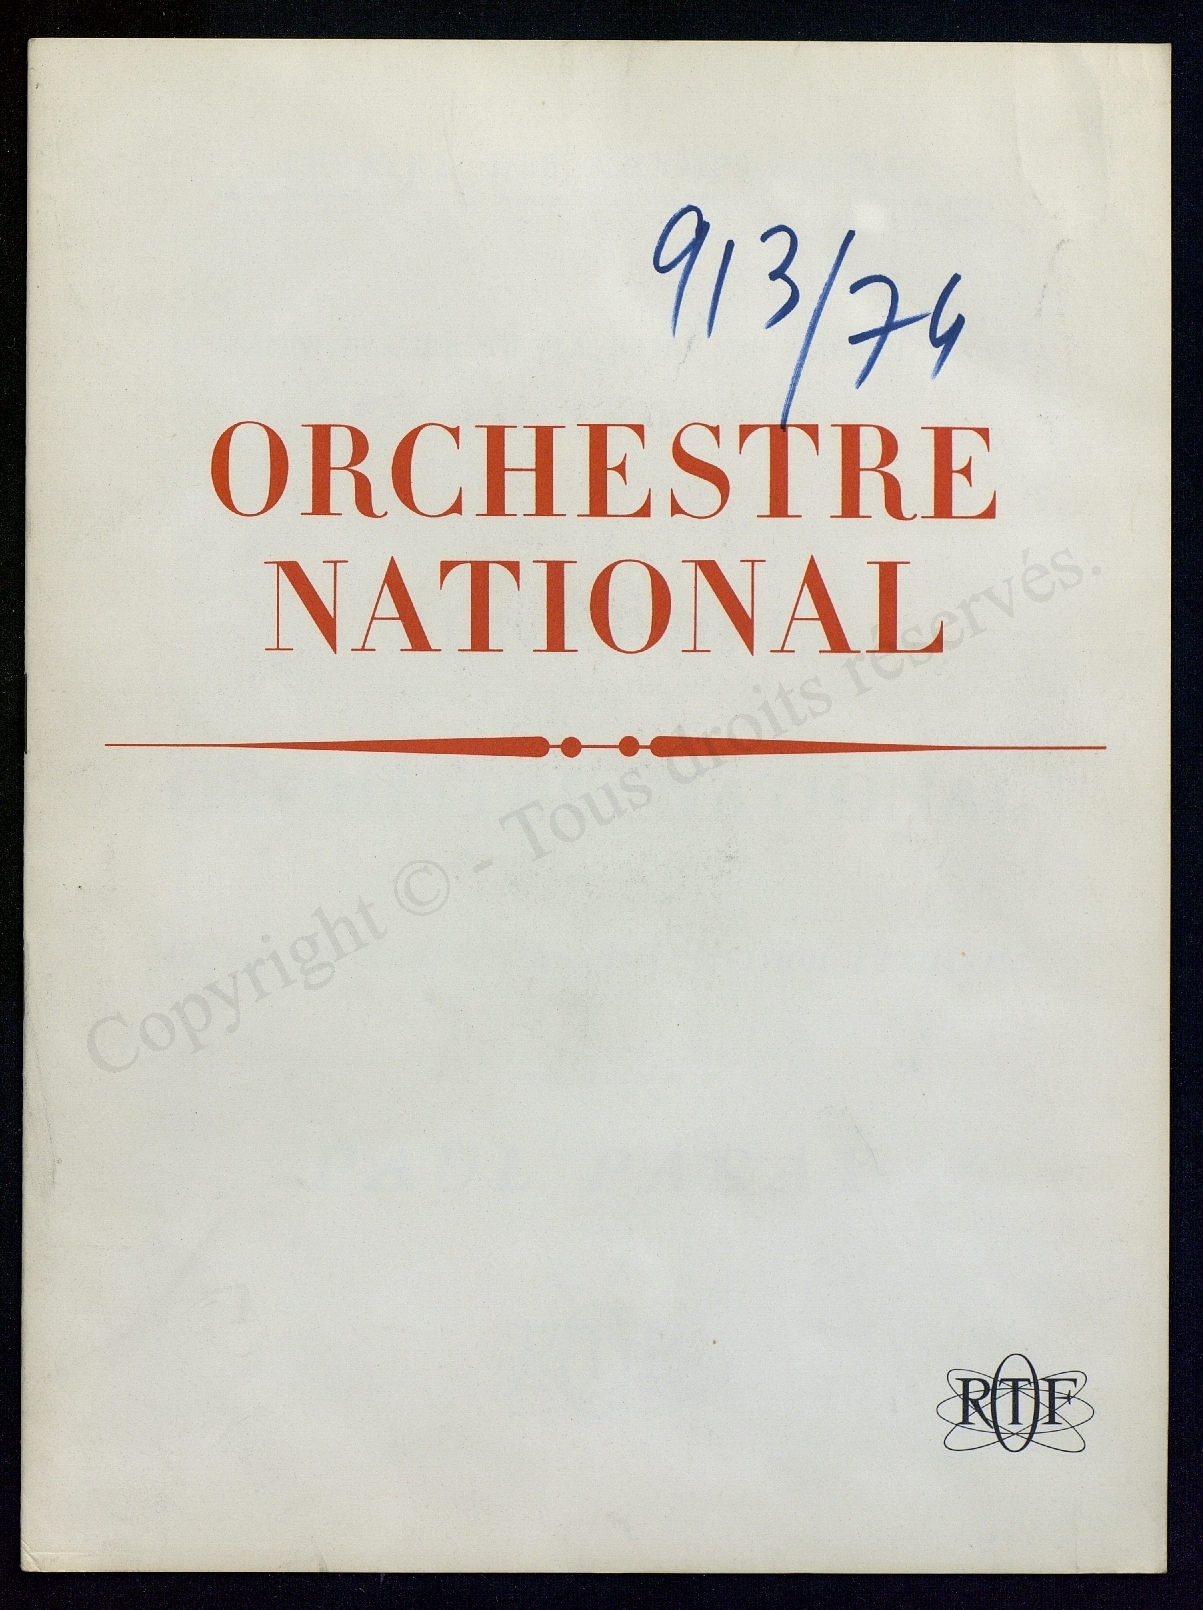 913/74
ORCHESTRE
NATIONAL
Copyright © - Tous droits réservés.
RTF